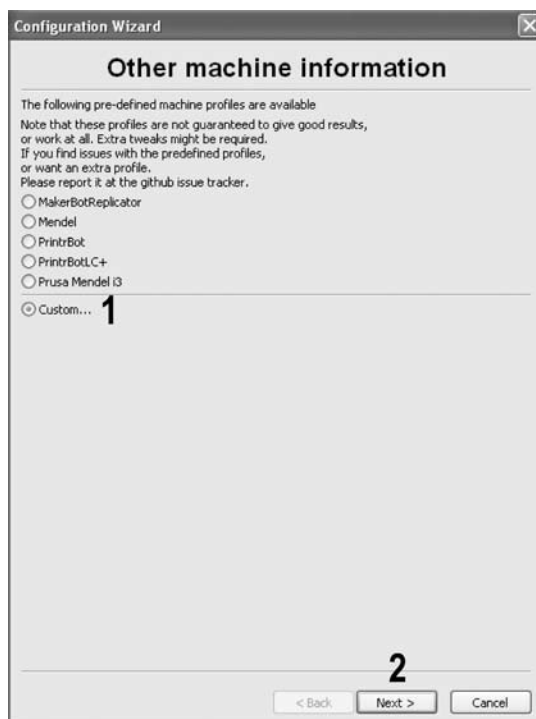 Configuration Wizard
Other machine information
The following pre-defined machine profiles are available
Note that these profiles are not guaranteed to give good results,
or work at all. Extra tweaks might be required.
If you find issues with the predefined profiles,
or want an extra profile.
Please report it at the github issue tracker.
MakerBotReplicator
Mendel
PrintrBot
PrintrBotLC+
Prusa Mendel i3
Custom... 1
2
< Back Next > Cancel